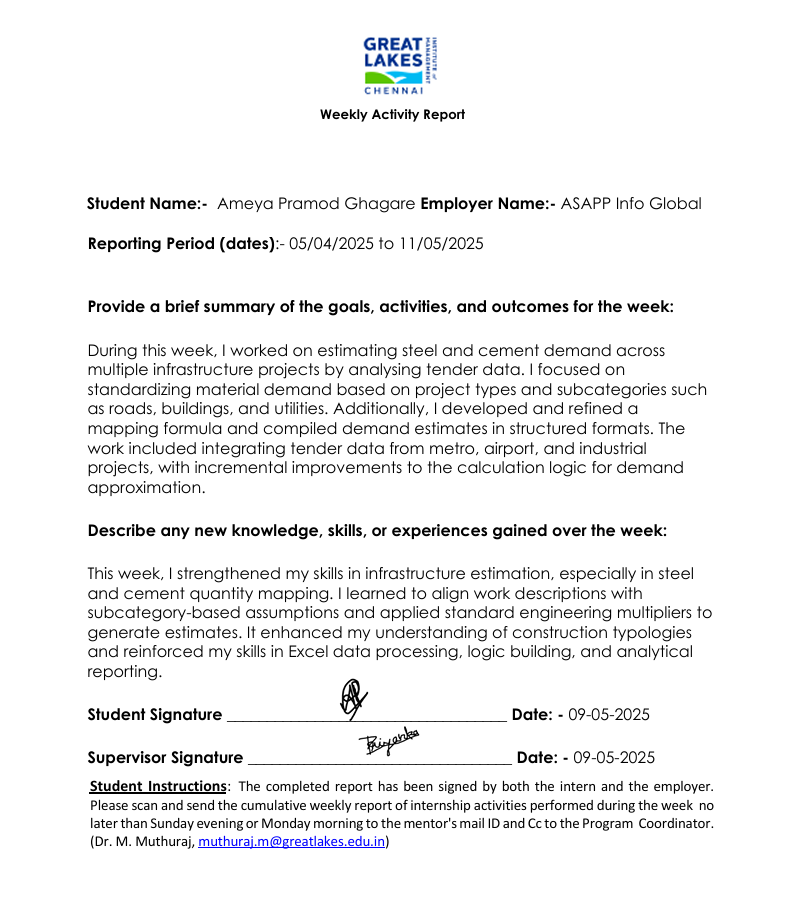 GREAT
LAKES
INSTITUTE OF
MANAGEMENT
CHENNAI
Weekly Activity Report
Student Name:- Ameya Pramod Ghagare Employer Name:- ASAPP Info Global
Reporting Period (dates):- 05/04/2025 to 11/05/2025
Provide a brief summary of the goals, activities, and outcomes for the week:
During this week, I worked on estimating steel and cement demand across
multiple infrastructure projects by analysing tender data. I focused on
standardizing material demand based on project types and subcategories such
as roads, buildings, and utilities. Additionally, I developed and refined a
mapping formula and compiled demand estimates in structured formats. The
work included integrating tender data from metro, airport, and industrial
projects, with incremental improvements to the calculation logic for demand
approximation.
Describe any new knowledge, skills, or experiences gained over the week:
This week, I strengthened my skills in infrastructure estimation, especially in steel
and cement quantity mapping. I learned to align work descriptions with
subcategory-based assumptions and applied standard engineering multipliers to
generate estimates. It enhanced my understanding of construction typologies
and reinforced my skills in Excel data processing, logic building, and analytical
reporting.
Student Signature ________________________________ Date: - 09-05-2025
Priyanka
Supervisor Signature ______________________________ Date: - 09-05-2025
Student Instructions: The completed report has been signed by both the intern and the employer.
Please scan and send the cumulative weekly report of internship activities performed during the week no
later than Sunday evening or Monday morning to the mentor's mail ID and Cc to the Program Coordinator.
(Dr. M. Muthuraj, muthuraj.m@greatlakes.edu.in)